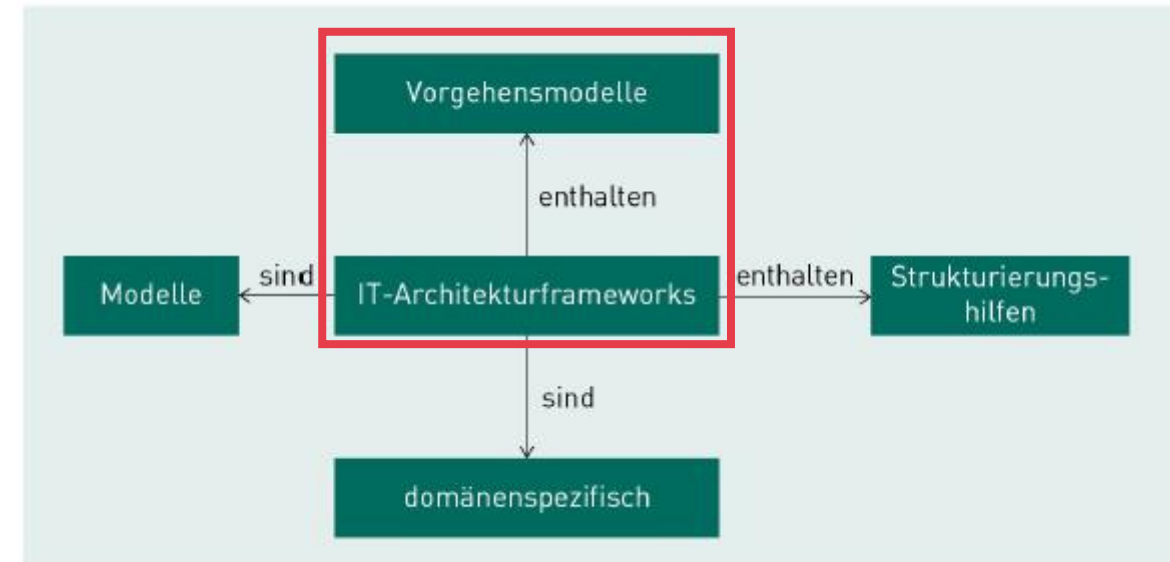 Vorgehensmodelle
enthalten
Modelle
sind
IT-Architekturframeworks
enthalten
Strukturierungs-
hilfen
sind
domänenspezifisch